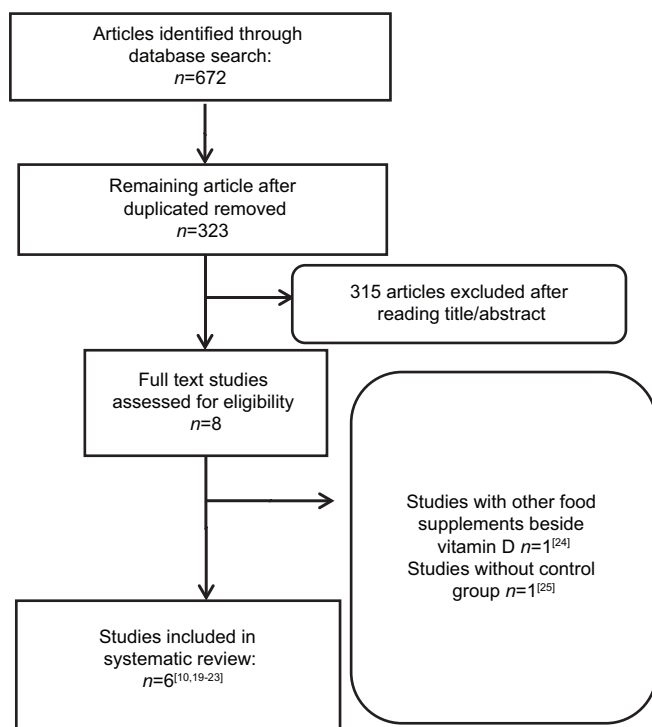 Articles identified through
database search:
n=672
Remaining article after
duplicated removed
n=323
315 articles excluded after
reading title/abstract
Full text studies
assessed for eligibility
n=8
Studies with other food
supplements beside
vitamin D n=1[24]
Studies without control
group n=1[25]
Studies included in
systematic review:
n=6[10,19-23]